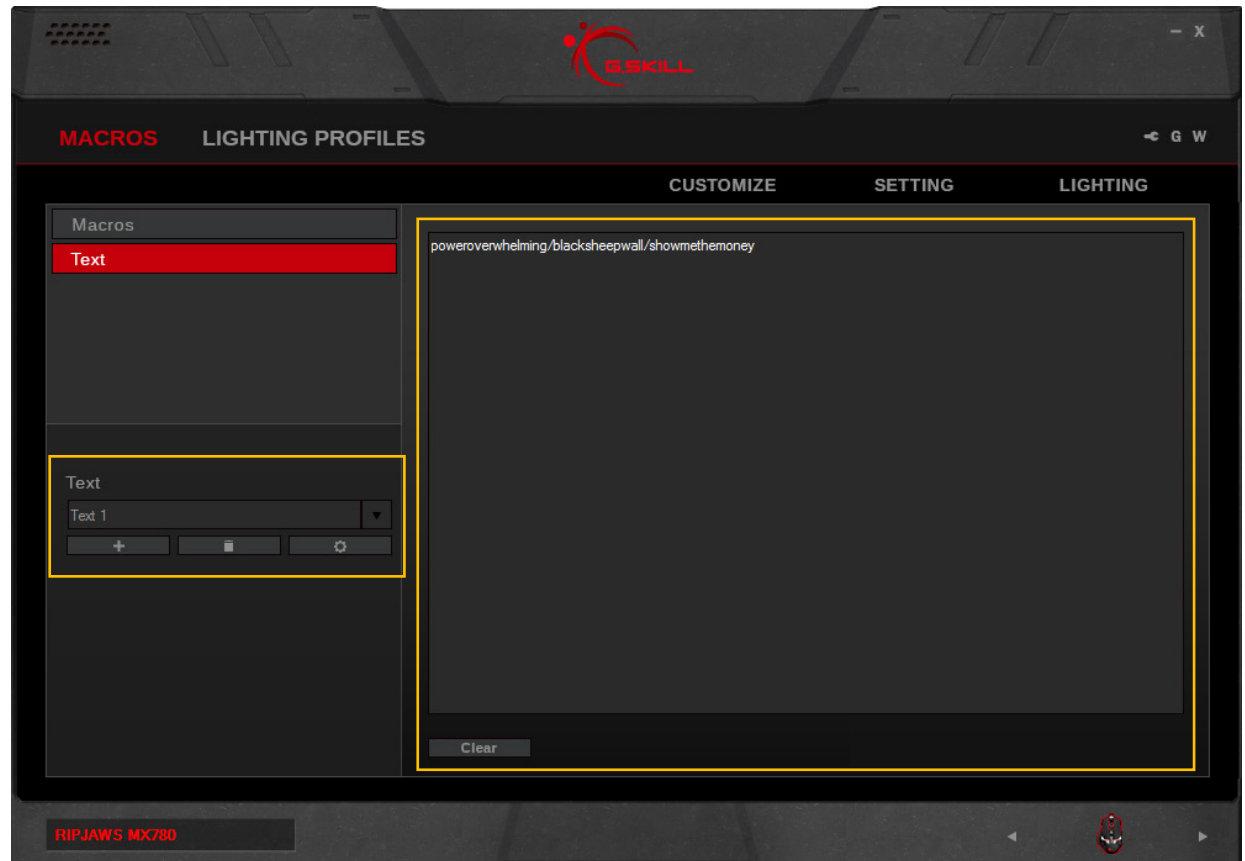 G.SKILL
– X
MACROS LIGHTING PROFILES
G W
CUSTOMIZE SETTING LIGHTING
Macros
Text
poweroverwhelming/blacksheepwall/showmethemoney
Text
Text 1
Clear
RIPJAWS MX780